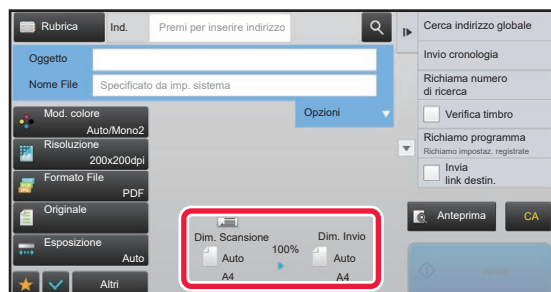 Rubrica
Ind.
Premi per inserire indirizzo
Oggetto
Nome File
Specificato da imp. sistema
Opzioni
Mod. colore
Auto/Mono2
Risoluzione
200x200dpi
Formato File
PDF
Originale
Esposizione
Auto
Altri
Dim. Scansione
Auto
A4
100%
Dim. Invio
Auto
A4
Cerca indirizzo globale
Invio cronologia
Richiama numero
di ricerca
Verifica timbro
Richiamo programma
Richiamo impostaz. registrate
Invia
link destin.
Anteprima
CA
Avvio